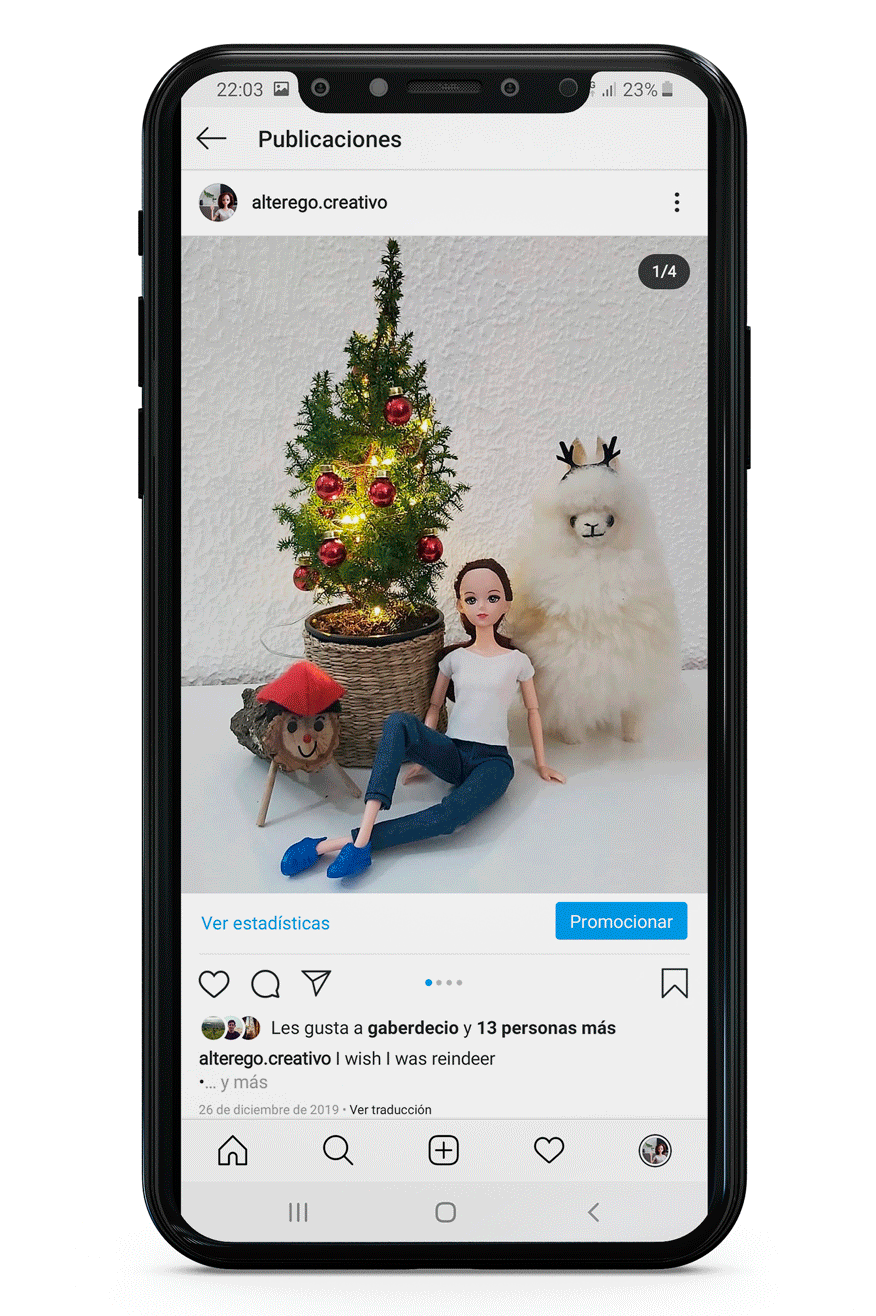 22:03 23%
Publicaciones
alterego.creativo
1/4
Ver estadísticas Promocionar
Les gusta a gaberdecio y 13 personas más
alterego.creativo I wish I was reindeer
•... y más
26 de diciembre de 2019 • Ver traducción